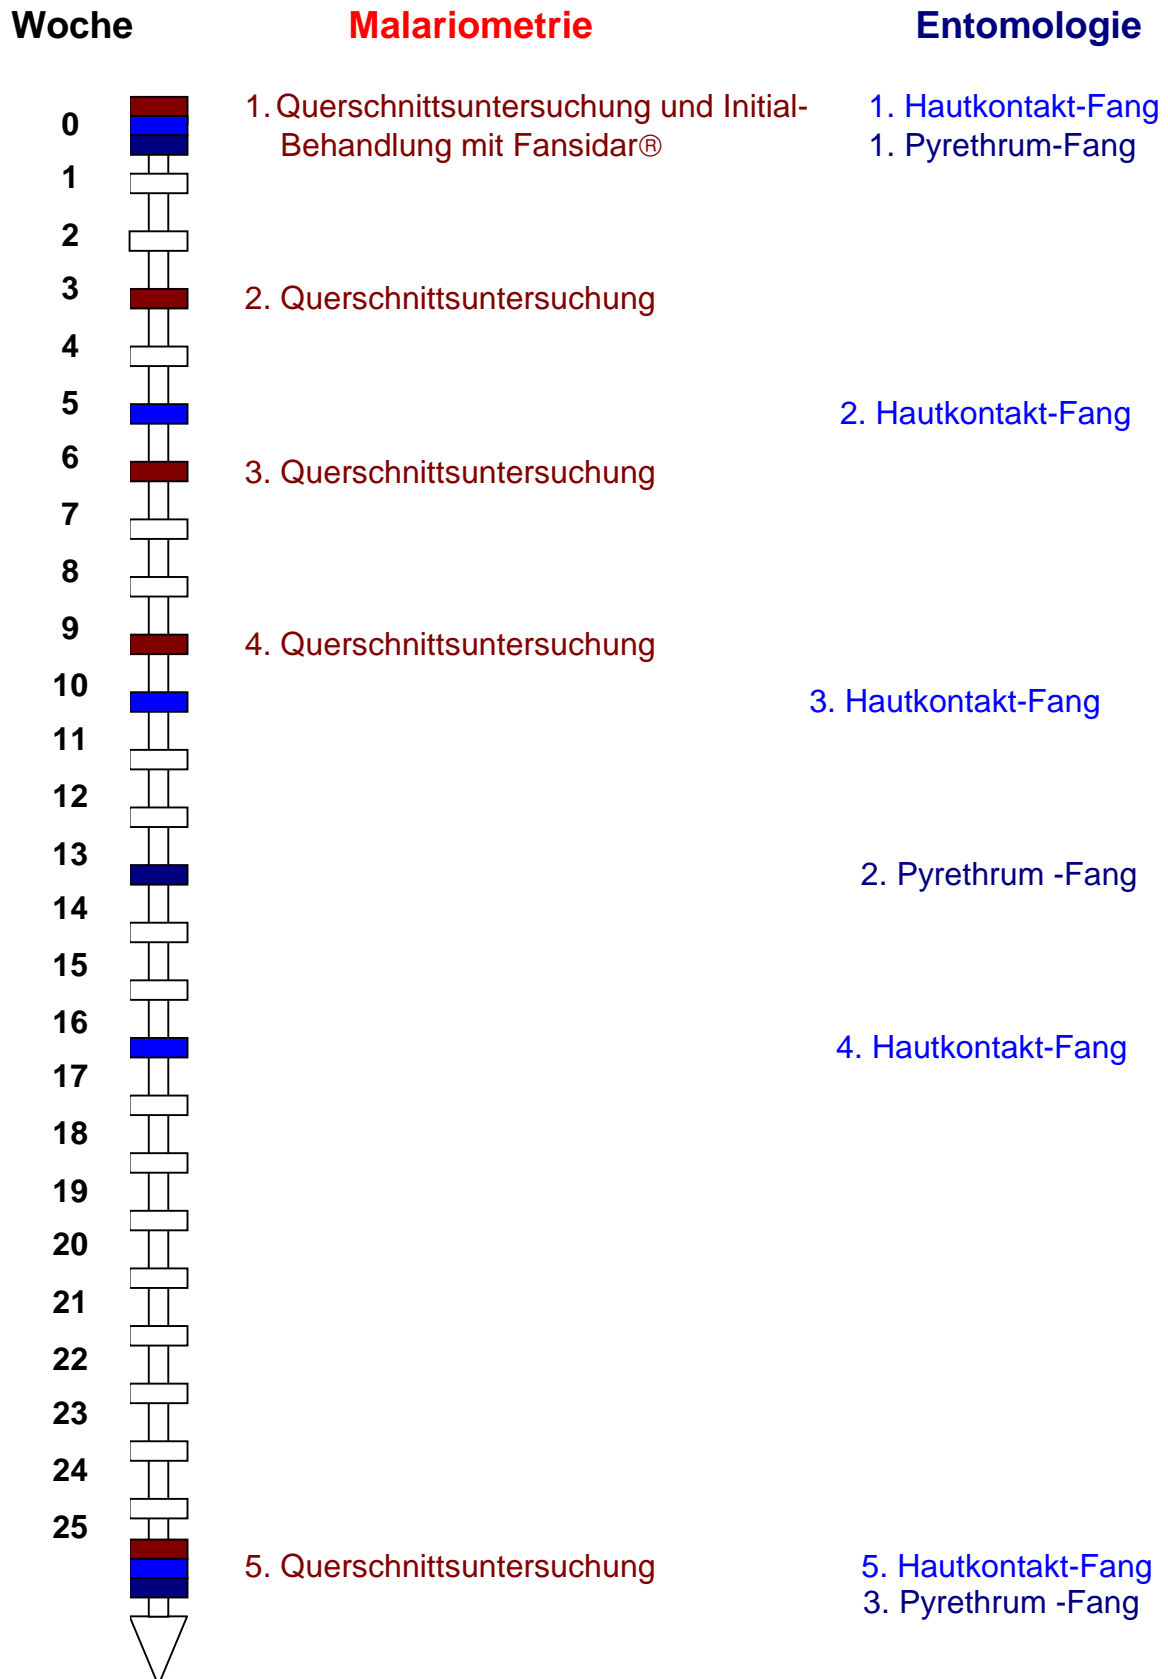 Woche Malariometrie Entomologie
0 1. Querschnittsuntersuchung und Initial- 1. Hautkontakt-Fang
Behandlung mit Fansidar® 1. Pyrethrum-Fang
1
2
3 2. Querschnittsuntersuchung
4
5 2. Hautkontakt-Fang
6 3. Querschnittsuntersuchung
7
8
9 4. Querschnittsuntersuchung
10 3. Hautkontakt-Fang
11
12
13 2. Pyrethrum -Fang
14
15
16 4. Hautkontakt-Fang
17
18
19
20
21
22
23
24
25
5. Querschnittsuntersuchung 5. Hautkontakt-Fang
3. Pyrethrum -Fang